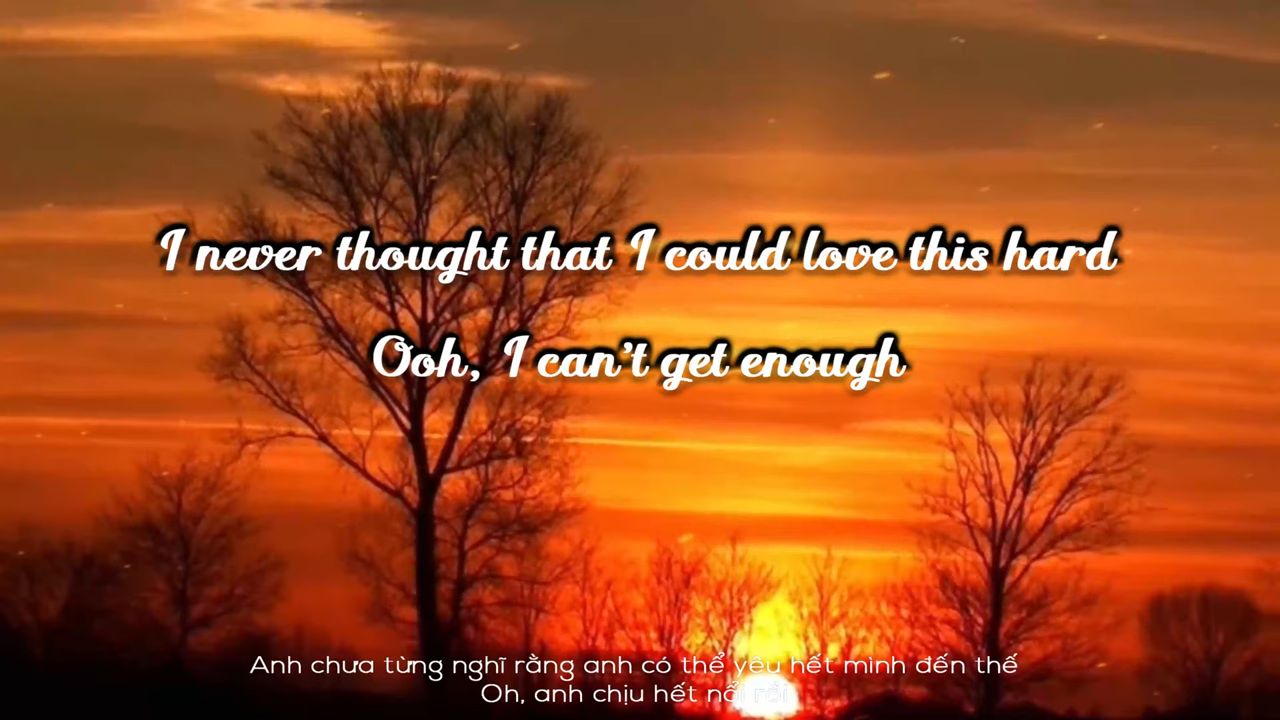 I never thought that I could love this hard
Ooh, I can't get enough
Anh chưa từng nghĩ rằng anh có thể yêu hết mình đến thế
Oh, anh chịu hết nổi rồi